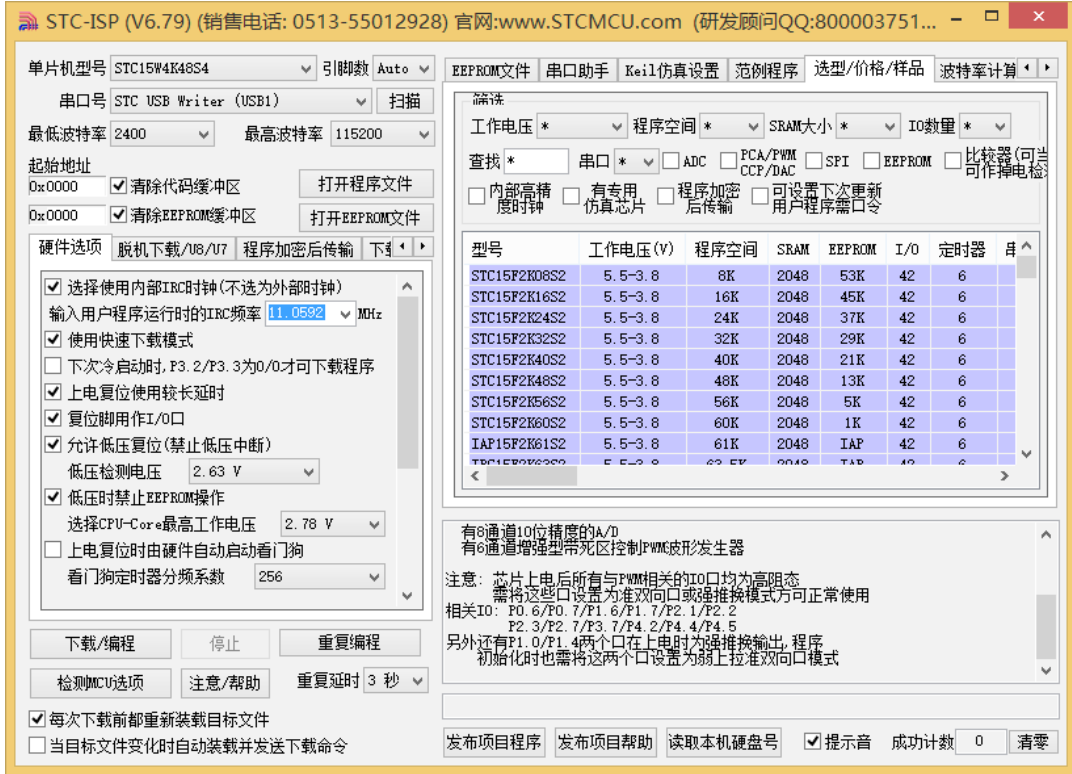 STC-ISP (V6.79) (销售电话: 0513-55012928) 官网:www.STCMCU.com (研发顾问QQ:800003751...
单片机型号 STC15W4K48S4 引脚数 Auto
串口号 STC USB Writer (USB1) 扫描
最低波特率 2400 最高波特率 115200
起始地址
0x0000 清除代码缓冲区 打开程序文件
0x0000 清除EEPROM缓冲区 打开EEPROM文件
硬件选项 脱机下载/U8/U7 程序加密后传输
选择使用内部IRC时钟(不选为外部时钟)
输入用户程序运行时的IRC频率 11.0592 MHz
使用快速下载模式
下次冷启动时,P3.2/P3.3为0/0才可下载程序
上电复位使用较长延时
复位脚用作I/O口
允许低压复位(禁止低压中断)
低压检测电压 2.63 V
低压时禁止EEPROM操作
选择CPU-Core最高工作电压 2.78 V
上电复位时由硬件自动启动看门狗
看门狗定时器分频系数 256
下载/编程 停止 重复编程
检测MCU选项 注意/帮助 重复延时 3 秒
每次下载前都重新装载目标文件
当目标文件变化时自动装载并发送下载命令
EEPROM文件 串口助手 Keil仿真设置 范例程序 选型/价格/样品 波特率计算
筛选
工作电压 * 程序空间 * SRAM大小 * IO数量 *
查找 * 串口 * ADC PCA/PWM CCP/DAC SPI EEPROM 比较器(可当
可作掉电检
内部高精度时钟 有专用仿真芯片 程序加密后传输 可设置下次更新用户程序需口令
型号 工作电压(V) 程序空间 SRAM EEPROM I/O 定时器 串
STC15F2K08S2 5.5-3.8 8K 2048 53K 42 6
STC15F2K16S2 5.5-3.8 16K 2048 45K 42 6
STC15F2K24S2 5.5-3.8 24K 2048 37K 42 6
STC15F2K32S2 5.5-3.8 32K 2048 29K 42 6
STC15F2K40S2 5.5-3.8 40K 2048 21K 42 6
STC15F2K48S2 5.5-3.8 48K 2048 13K 42 6
STC15F2K56S2 5.5-3.8 56K 2048 5K 42 6
STC15F2K60S2 5.5-3.8 60K 2048 1K 42 6
IAP15F2K61S2 5.5-3.8 61K 2048 IAP 42 6
有8通道10位精度的A/D
有6通道增强型带死区控制PWM波形发生器
注意: 芯片上电后所有与PWM相关的IO口均为高阻态
需将这些口设置为准双向口或强推挽模式方可正常使用
相关IO: P0.6/P0.7/P1.6/P1.7/P2.1/P2.2
P2.3/P2.7/P3.7/P4.2/P4.4/P4.5
另外还有P1.0/P1.4两个口在上电时为强推挽输出,程序
初始化时也需将这两个口设置为弱上拉准双向口模式
发布项目程序 发布项目帮助 读取本机硬盘号 提示音 成功计数 0 清零